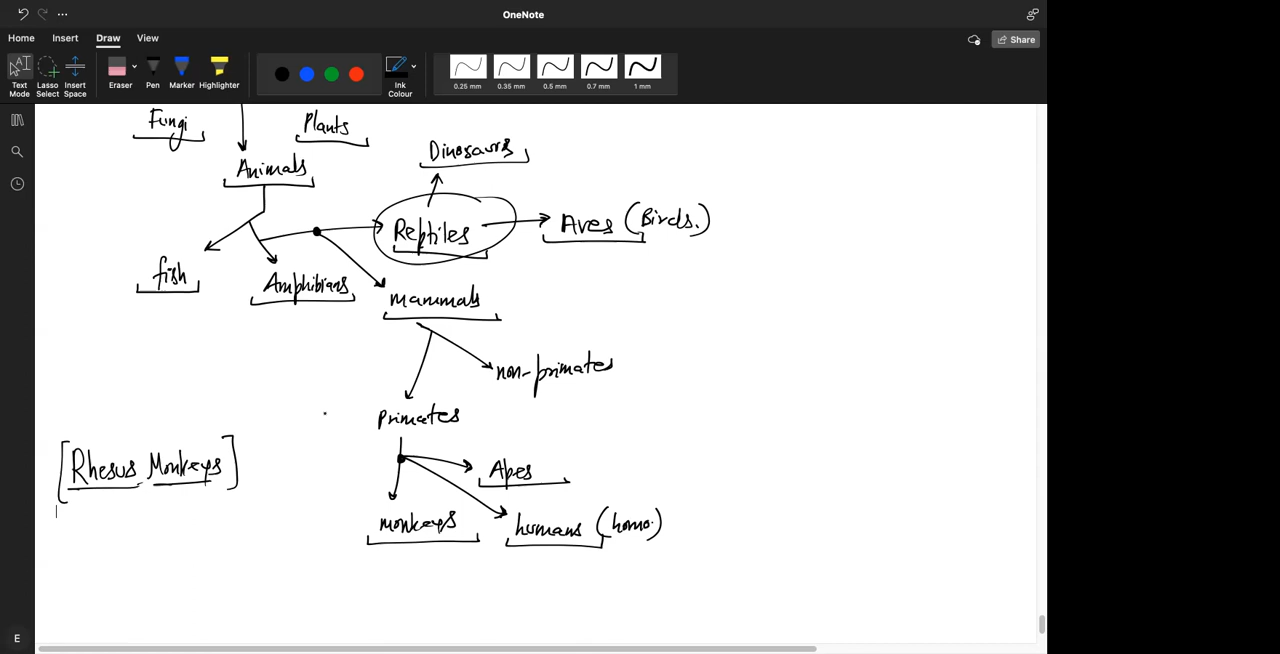 OneNote
Home Insert Draw View
Share
Text Mode
Lasso Select
Insert Space
Eraser
Pen
Marker
Highlighter
Ink Colour
0.25 mm
0.35 mm
0.5 mm
0.7 mm
1 mm
Fungi
Plants
Dinosaurs
Animals
Reptiles
Aves (Birds.)
fish
Amphibians
mammals
non-primates
Primates
[Rhesus Monkeys]
Apes
monkeys
humans (homo.)
E